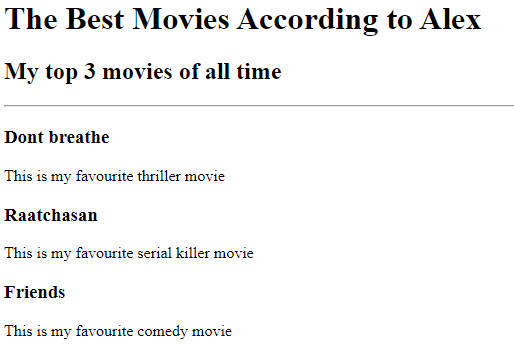 The Best Movies According to Alex
My top 3 movies of all time
Dont breathe
This is my favourite thriller movie
Raatchasan
This is my favourite serial killer movie
Friends
This is my favourite comedy movie